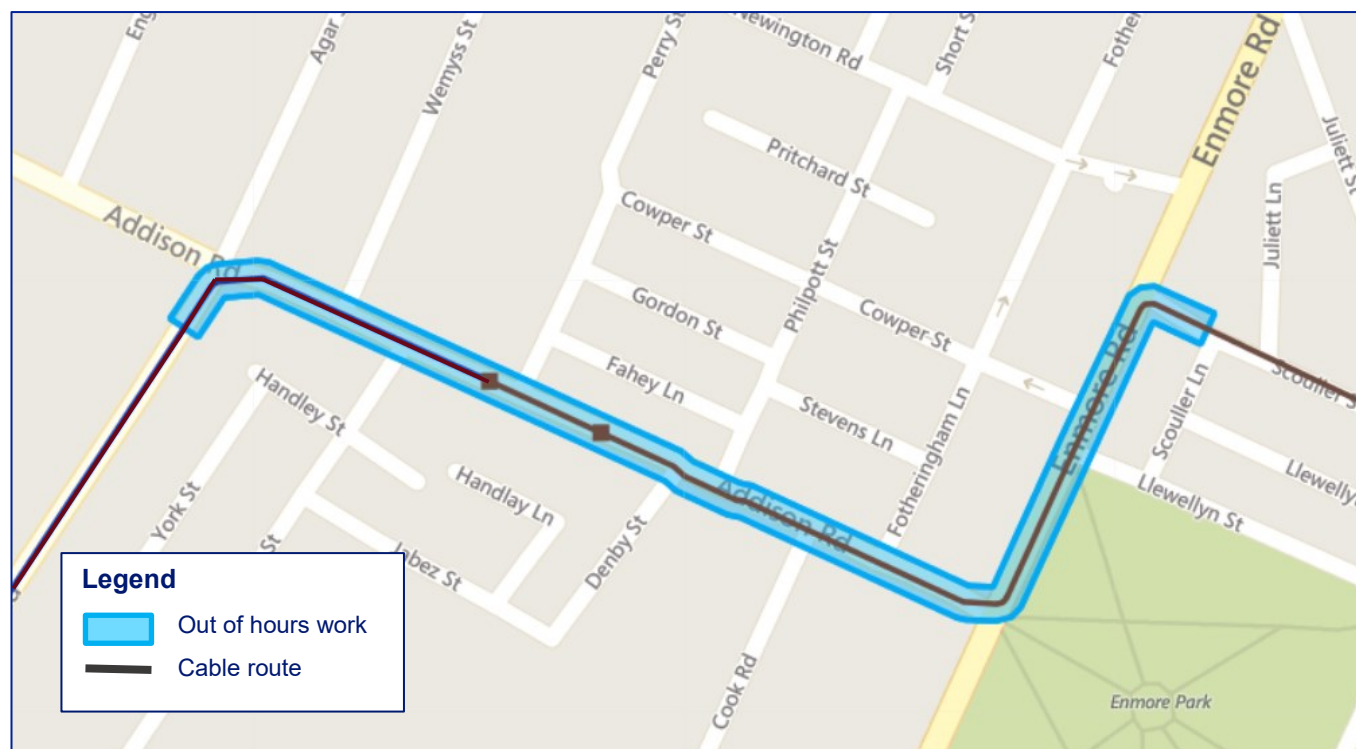 Agar
Wemyss St
Perry St
Newington Rd
Short S
Fother
Enmore Rd
Juliett St
Pritchard St
Juliett Ln
Addison Rd
Cowper St
Philpott St
Gordon St
Cowper St
Enmore Rd
Fahey Ln
Scouller S
Handley St
Stevens Ln
Scouller Ln
Fotheringham Ln
Handlay Ln
Addison Rd
Llewellyn
Llewellyn St
York St
St
Jabez St
Denby St
Cook Rd
Enmore Park
Legend
Out of hours work
Cable route